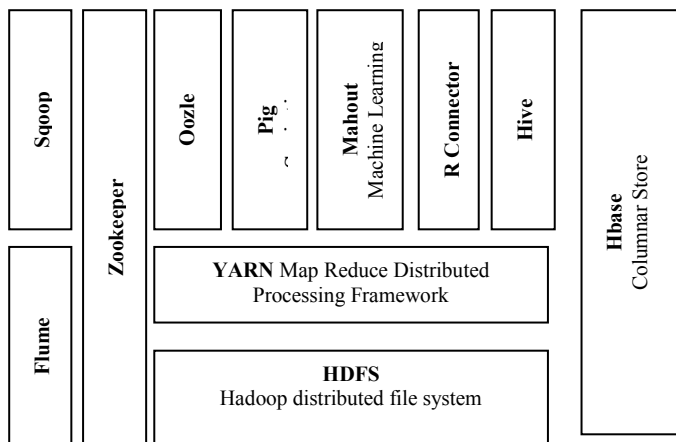 Sqoop
Zookeeper
Oozle
Pig
Mahout
Machine Learning
R Connector
Hive
Hbase
Columnar Store
YARN Map Reduce Distributed
Processing Framework
Flume
HDFS
Hadoop distributed file system